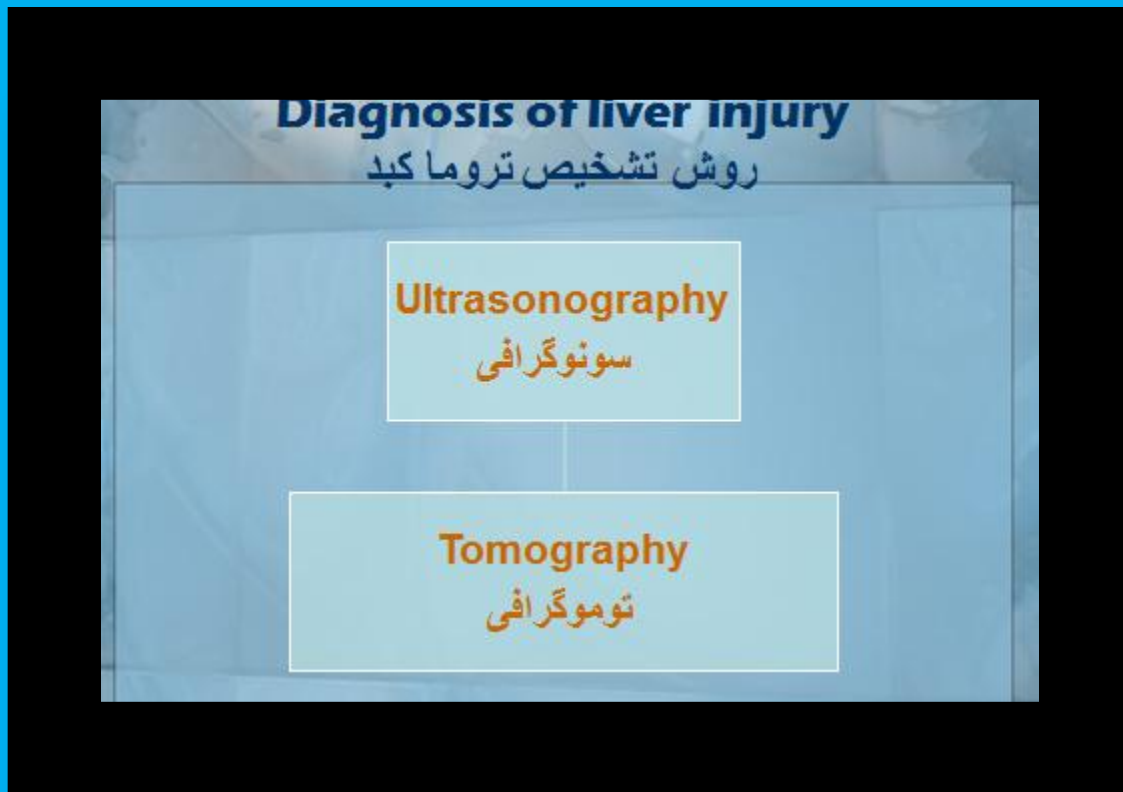 Diagnosis of liver injury
روش تشخیص تروما کبد
Ultrasonography
سونوگرافی
Tomography
توموگرافی